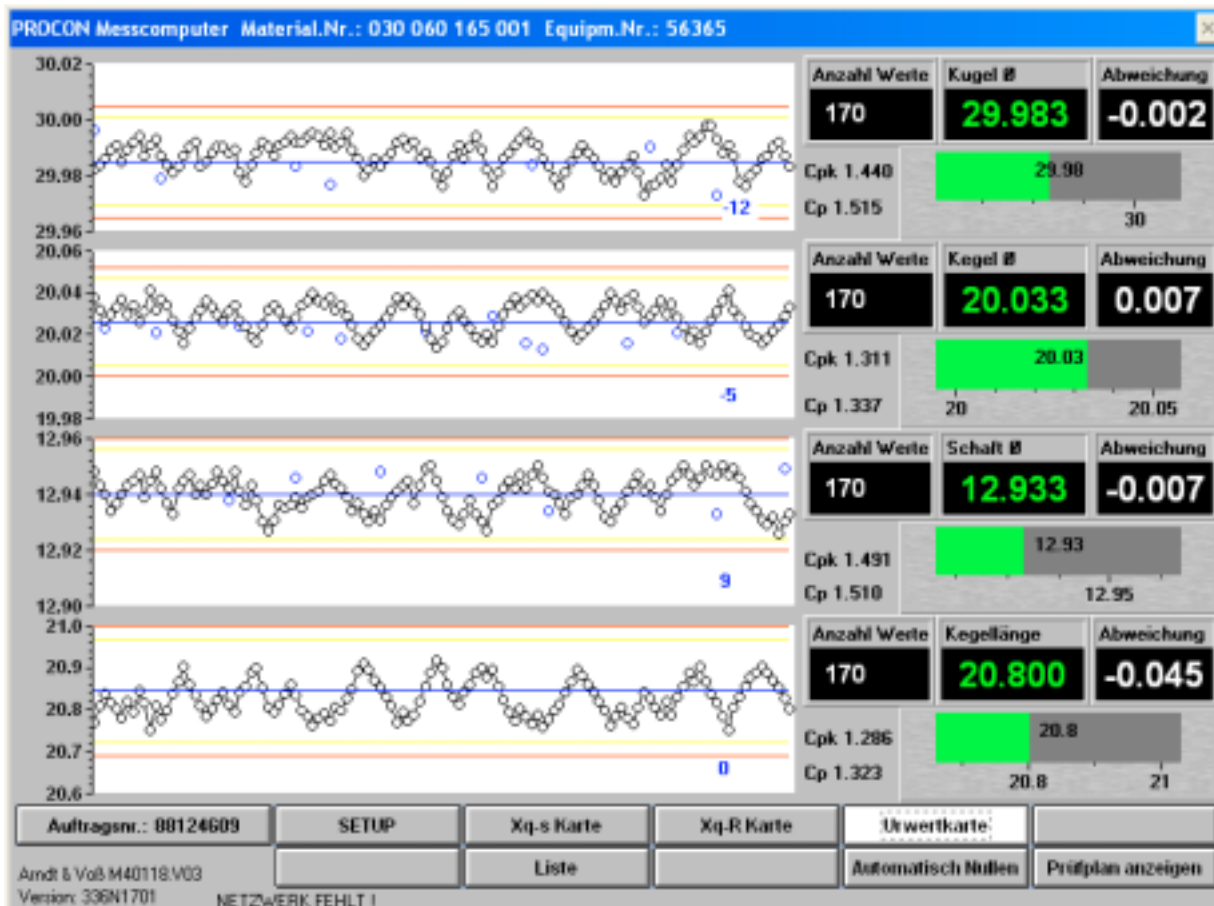 PROCON Messcomputer Material.Nr.: 030 060 165 001 Equipm.Nr.: 56365
30.02
30.00
29.98
29.96
-12
Anzahl Werte Kugel Ø Abweichung
170 29.983 -0.002
Cpk 1.440
Cp 1.515
29.98
30
20.06
20.04
20.02
20.00
19.98
-5
Anzahl Werte Kegel Ø Abweichung
170 20.033 0.007
Cpk 1.311
Cp 1.337
20.03
20 20.05
12.96
12.94
12.92
12.90
9
Anzahl Werte Schaft Ø Abweichung
170 12.933 -0.007
Cpk 1.491
Cp 1.510
12.93
12.95
21.0
20.9
20.8
20.7
20.6
0
Anzahl Werte Kegellänge Abweichung
170 20.800 -0.045
Cpk 1.286
Cp 1.323
20.8
20.8 21
Auftragsnr.: 88124609 SETUP Xq-s Karte Xq-R Karte Urwertkarte
Liste Automatisch Nullen Prüfplan anzeigen
Arndt & Voß M40118.V03
Version: 336N1701 NETZWERK FEHLT !